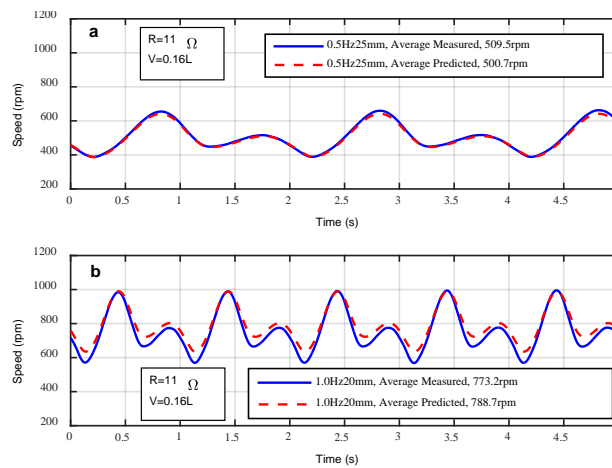 1200
1000
800
600
400
200
Speed (rpm)
a
R=11 Ω
V=0.16L
0.5Hz25mm, Average Measured, 509.5rpm
0.5Hz25mm, Average Predicted, 500.7rpm
0 0.5 1 1.5 2 2.5 3 3.5 4 4.5
Time (s)
1200
1000
800
600
400
200
Speed (rpm)
b
R=11 Ω
V=0.16L
1.0Hz20mm, Average Measured, 773.2rpm
1.0Hz20mm, Average Predicted, 788.7rpm
0 0.5 1 1.5 2 2.5 3 3.5 4 4.5
Time (s)